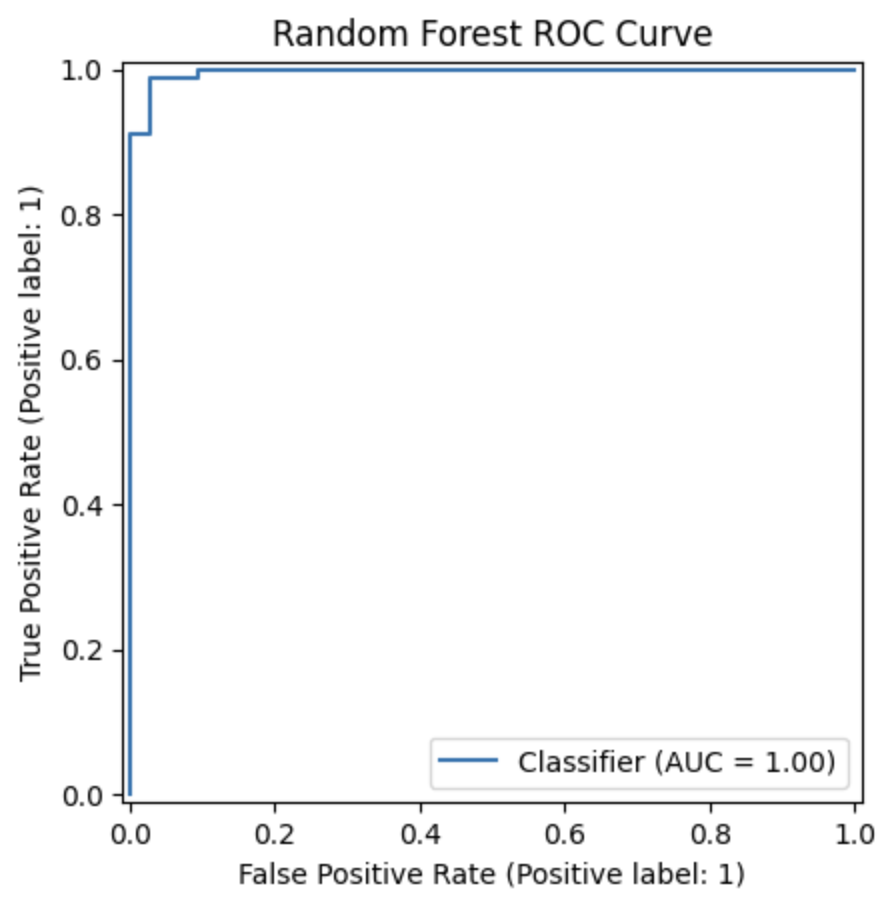 Random Forest ROC Curve
1.0
0.8
0.6
0.4
0.2
0.0
True Positive Rate (Positive label: 1)
Classifier (AUC = 1.00)
0.0 0.2 0.4 0.6 0.8 1.0
False Positive Rate (Positive label: 1)